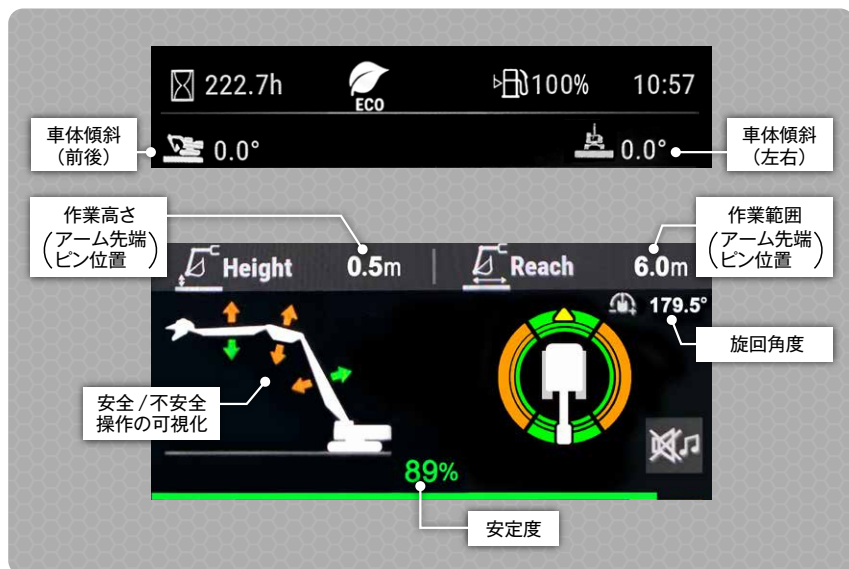 222.7h
ECO
100%
10:57
車体傾斜
(前後)
0.0°
0.0°
車体傾斜
(左右)
作業高さ
(アーム先端
ピン位置)
作業範囲
(アーム先端
ピン位置)
Height
0.5m
Reach
6.0m
179.5°
旋回角度
安全/不安全
操作の可視化
89%
安定度